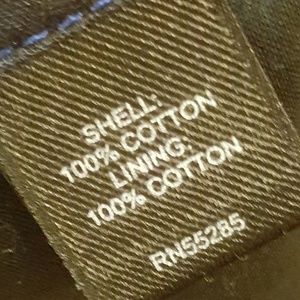 SHELL:
100% COTTON
LINING:
100% COTTON
RN55285